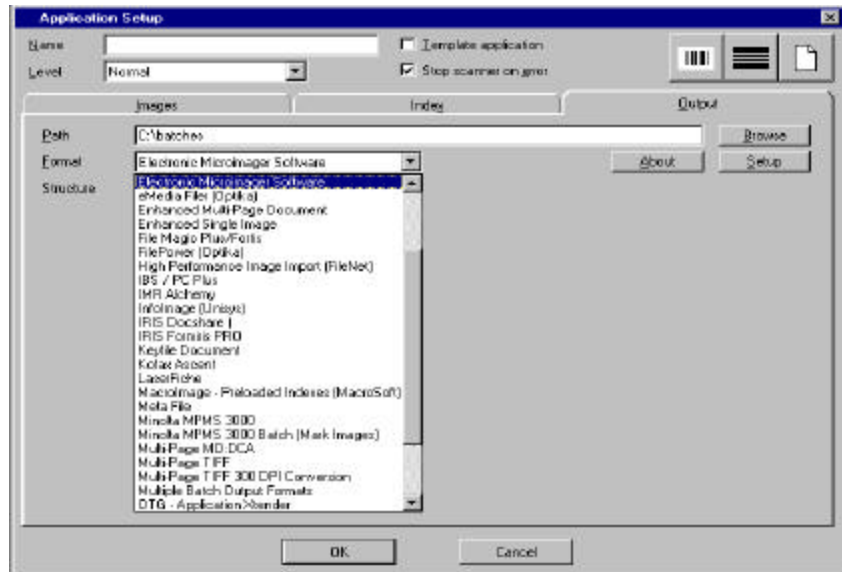 Application Setup
Name
Template application
Level
Normal
Stop scanner on error
Images
Index
Output
Path
C:\batches
Browse
Format
Electronic Microimager Software
About
Setup
Structure
Electronic Microimager Software
eMedia Filer (Optika)
Enhanced Multi-Page Document
Enhanced Single Image
File Magic Plus/Fortis
FilePower (Optika)
High Performance Image Import (FileNet)
IBS / PC Plus
IMR Alchemy
InfoImage (Unisys)
IRIS Docshare
IRIS Formiris PRO
Keyfile Document
Kofax Ascent
LaserFiche
MacroImage - Preloaded Indexes (MacroSoft)
Meta File
Minolta MPMS 3000
Minolta MPMS 3000 Batch (Mark Images)
Multi-Page MO:DCA
Multi-Page TIFF
Multi-Page TIFF 300 DPI Conversion
Multiple Batch Output Formats
OTG - ApplicationXtender
OK
Cancel